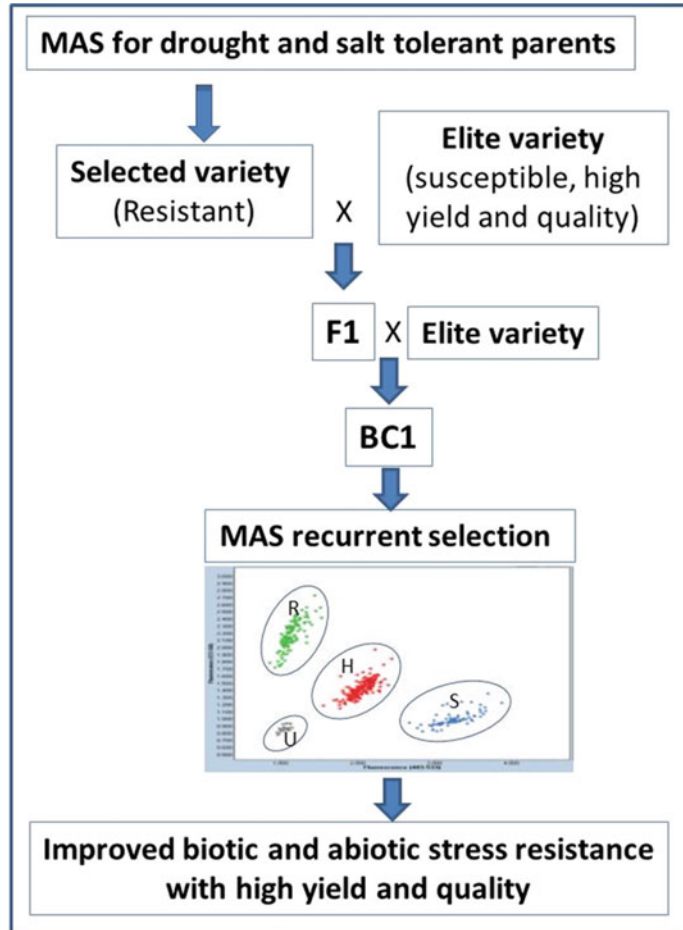 MAS for drought and salt tolerant parents
Selected variety
(Resistant)
X
Elite variety
(susceptible, high
yield and quality)
F1 X Elite variety
BC1
MAS recurrent selection
R
H
S
U
Improved biotic and abiotic stress resistance
with high yield and quality